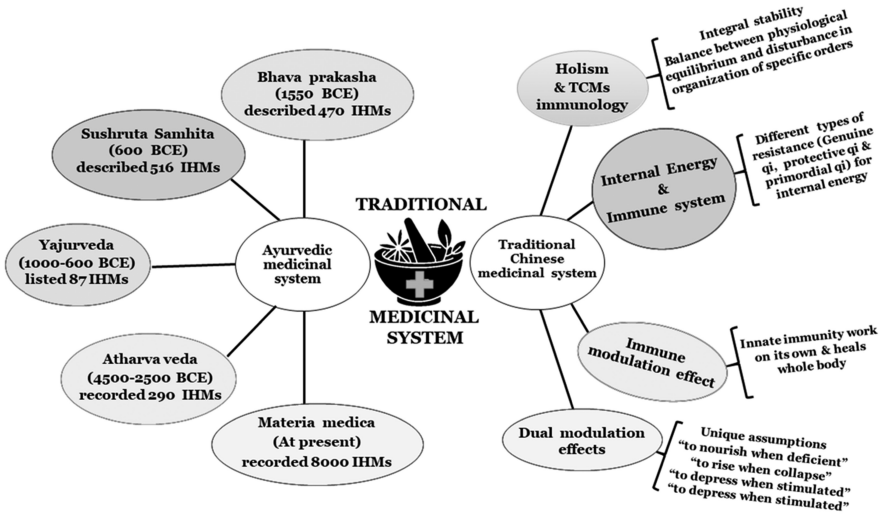 Bhava prakasha
(1550 BCE)
described 470 IHMs
Sushruta Samhita
(600 BCE)
described 516 IHMs
Yajurveda
(1000-600 BCE)
listed 87 IHMs
Atharva veda
(4500-2500 BCE)
recorded 290 IHMs
Materia medica
(At present)
recorded 8000 IHMs
Ayurvedic
medicinal
system
TRADITIONAL
MEDICINAL
SYSTEM
Traditional
Chinese
medicinal system
Holism
& TCMs
immunology
Integral stability
Balance between physiological
equilibrium and disturbance in
organization of specific orders
Internal Energy
&
Immune system
Different types of
resistance (Genuine
qi, protective qi &
primordial qi) for
internal energy
Immune
modulation effect
Innate immunity work
on its own & heals
whole body
Dual modulation
effects
Unique assumptions
“to nourish when deficient”
“to rise when collapse”
“to depress when stimulated”
“to depress when stimulated”